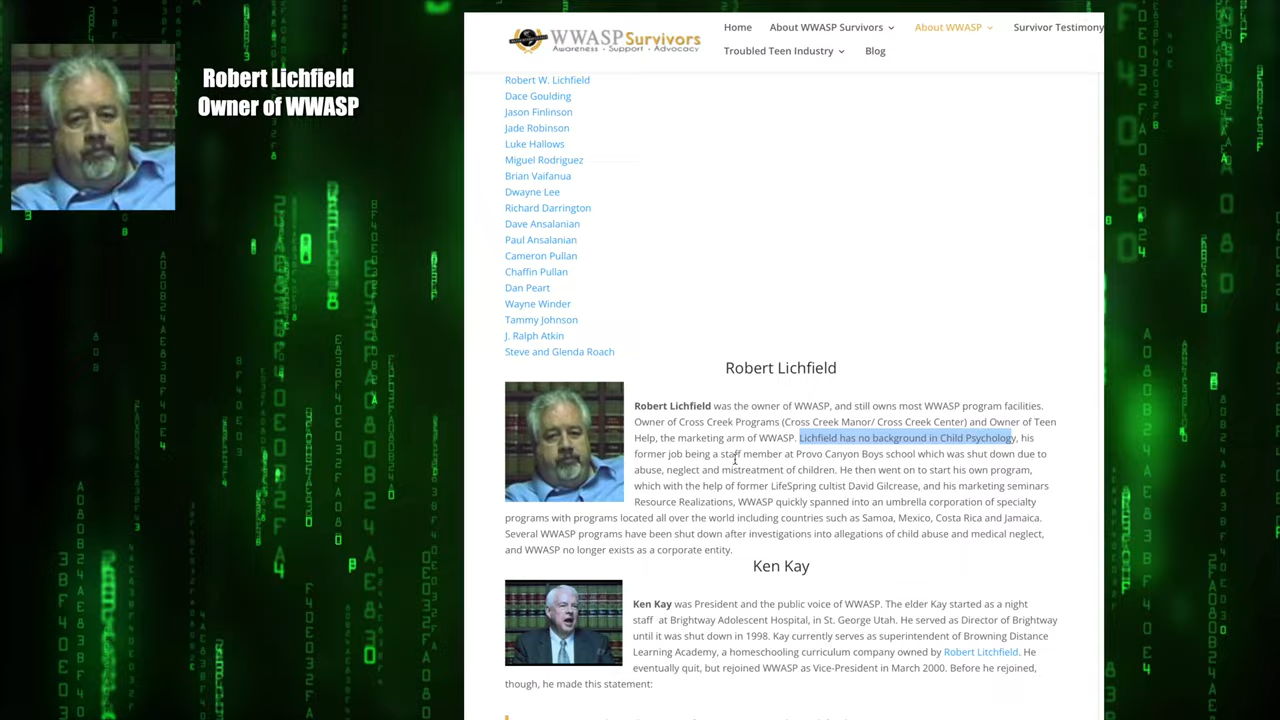 Robert Lichfield
Owner of WWASP
WWASPSurvivors
Awareness · Support · Advocacy
Home About WWASP Survivors About WWASP Survivor Testimony
Troubled Teen Industry Blog
Robert W. Lichfield
Dace Goulding
Jason Finlinson
Jade Robinson
Luke Hallows
Miguel Rodriguez
Brian Vaifanua
Dwayne Lee
Richard Darrington
Dave Ansalanian
Paul Ansalanian
Cameron Pullan
Chaffin Pullan
Dan Peart
Wayne Winder
Tammy Johnson
J. Ralph Atkin
Steve and Glenda Roach
Robert Lichfield
Robert Lichfield was the owner of WWASP, and still owns most WWASP program facilities.
Owner of Cross Creek Programs (Cross Creek Manor/ Cross Creek Center) and Owner of Teen
Help, the marketing arm of WWASP. Lichfield has no background in Child Psychology, his
former job being a staff member at Provo Canyon Boys school which was shut down due to
abuse, neglect and mistreatment of children. He then went on to start his own program,
which with the help of former LifeSpring cultist David Gilcrease, and his marketing seminars
Resource Realizations, WWASP quickly spanned into an umbrella corporation of specialty
programs with programs located all over the world including countries such as Samoa, Mexico, Costa Rica and Jamaica.
Several WWASP programs have been shut down after investigations into allegations of child abuse and medical neglect,
and WWASP no longer exists as a corporate entity.
Ken Kay
Ken Kay was President and the public voice of WWASP. The elder Kay started as a night
staff at Brightway Adolescent Hospital, in St. George Utah. He served as Director of Brightway
until it was shut down in 1998. Kay currently serves as superintendent of Browning Distance
Learning Academy, a homeschooling curriculum company owned by Robert Litchfield. He
eventually quit, but rejoined WWASP as Vice-President in March 2000. Before he rejoined,
though, he made this statement: